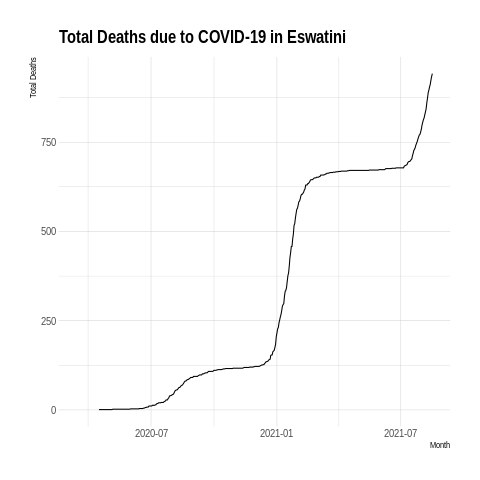 Total Deaths due to COVID-19 in Eswatini
Total Deaths
750
500
250
0
2020-07
2021-01
2021-07
Month